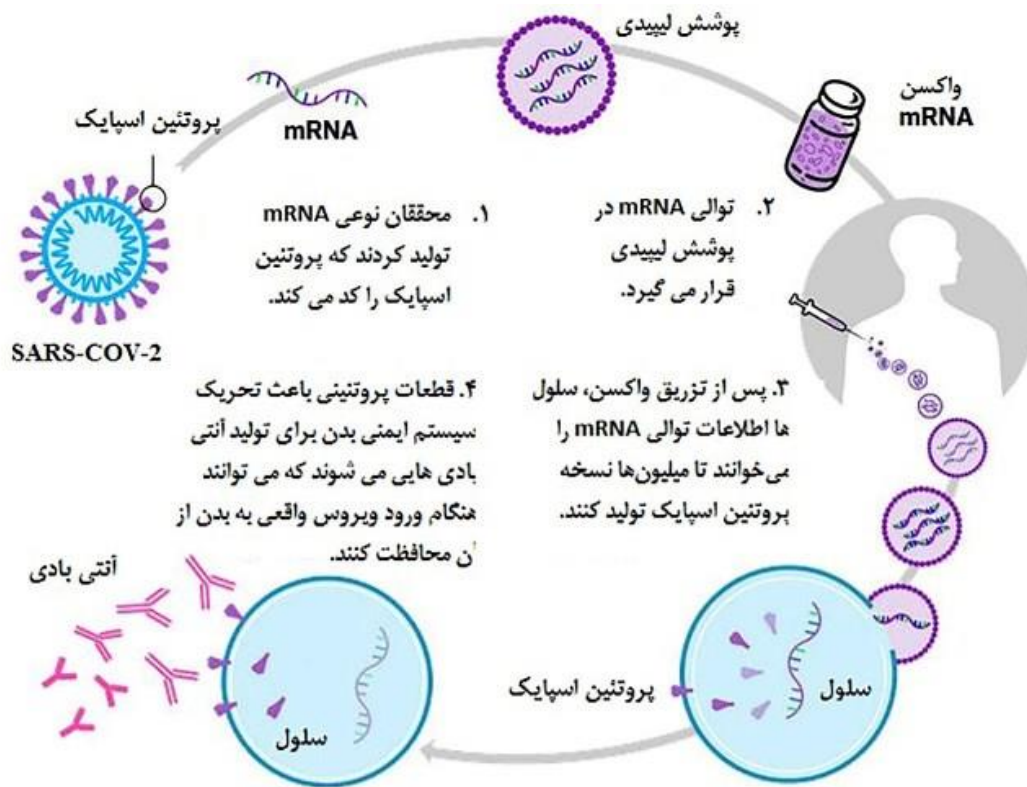 پوشش لیپیدی
mRNA
واکسن
mRNA
پروتئین اسپایک
SARS-COV-2
۱. محققان نوعی mRNA
تولید کردند که پروتئین
اسپایک را کد می کند.
۲. توالی mRNA در
پوشش لیپیدی
قرار می گیرد.
۳. پس از تزریق واکسن، سلول
ها اطلاعات توالی mRNA را
می‌خوانند تا میلیون‌ها نسخه
پروتئین اسپایک تولید کنند.
۴. قطعات پروتئینی باعث تحریک
سیستم ایمنی بدن برای تولید آنتی
بادی هایی می شوند که می توانند
هنگام ورود ویروس واقعی به بدن از
ن محافظت کنند.
آنتی بادی
سلول
پروتئین اسپایک
سلول